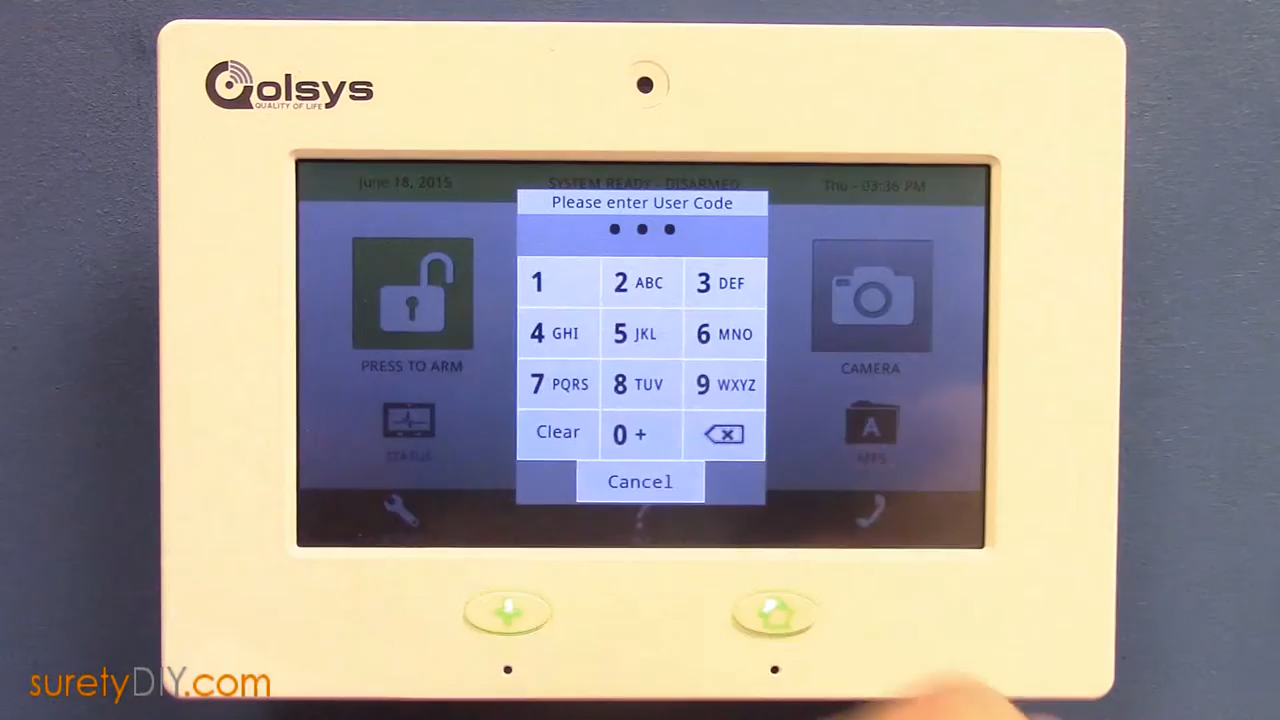 Qolsys
QUALITY OF LIFE
June 18, 2015
SYSTEM READY - DISARMED
Thu - 03:36 PM
Please enter User Code
1
2 ABC
3 DEF
4 GHI
5 JKL
6 MNO
7 PQRS
8 TUV
9 WXYZ
Clear
0 +
Cancel
PRESS TO ARM
CAMERA
STATUS
A
APPS
suretyDIY.com